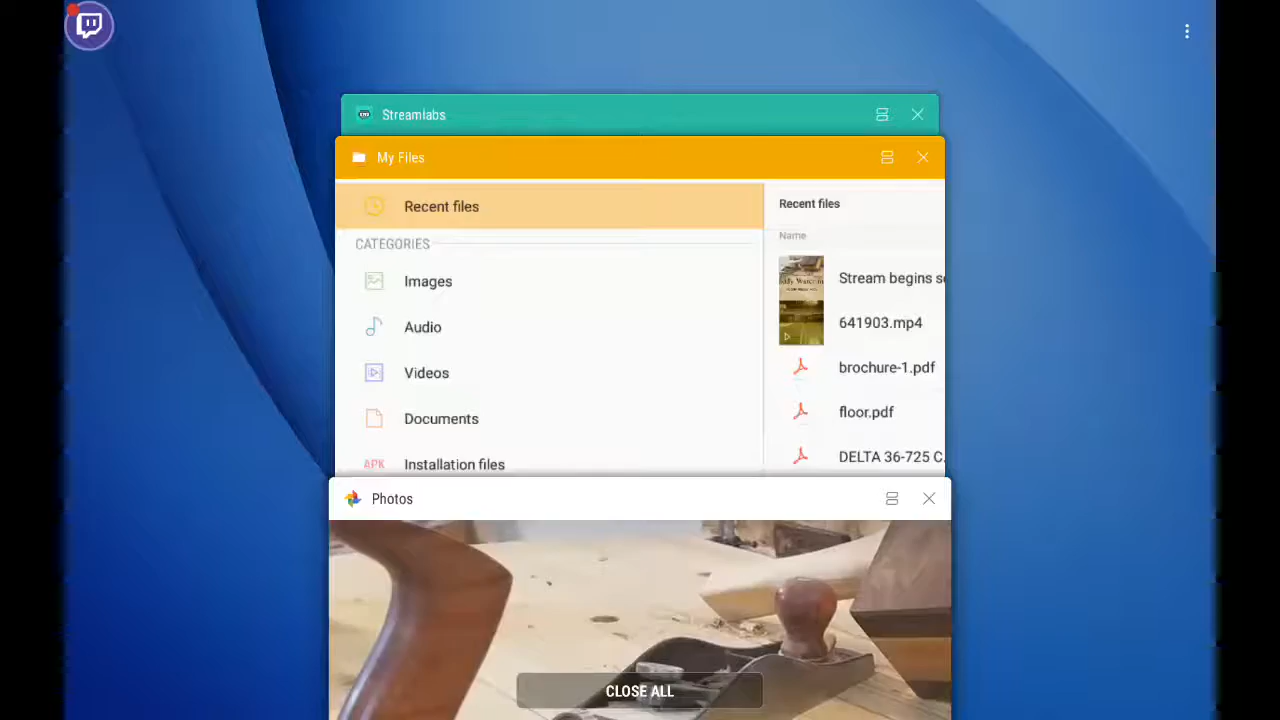 Streamlabs
My Files
Recent files
CATEGORIES
Images
Audio
Videos
Documents
APK Installation files
Recent files
Name
Stream begins s
641903.mp4
brochure-1.pdf
floor.pdf
DELTA 36-725 C.
Photos
CLOSE ALL